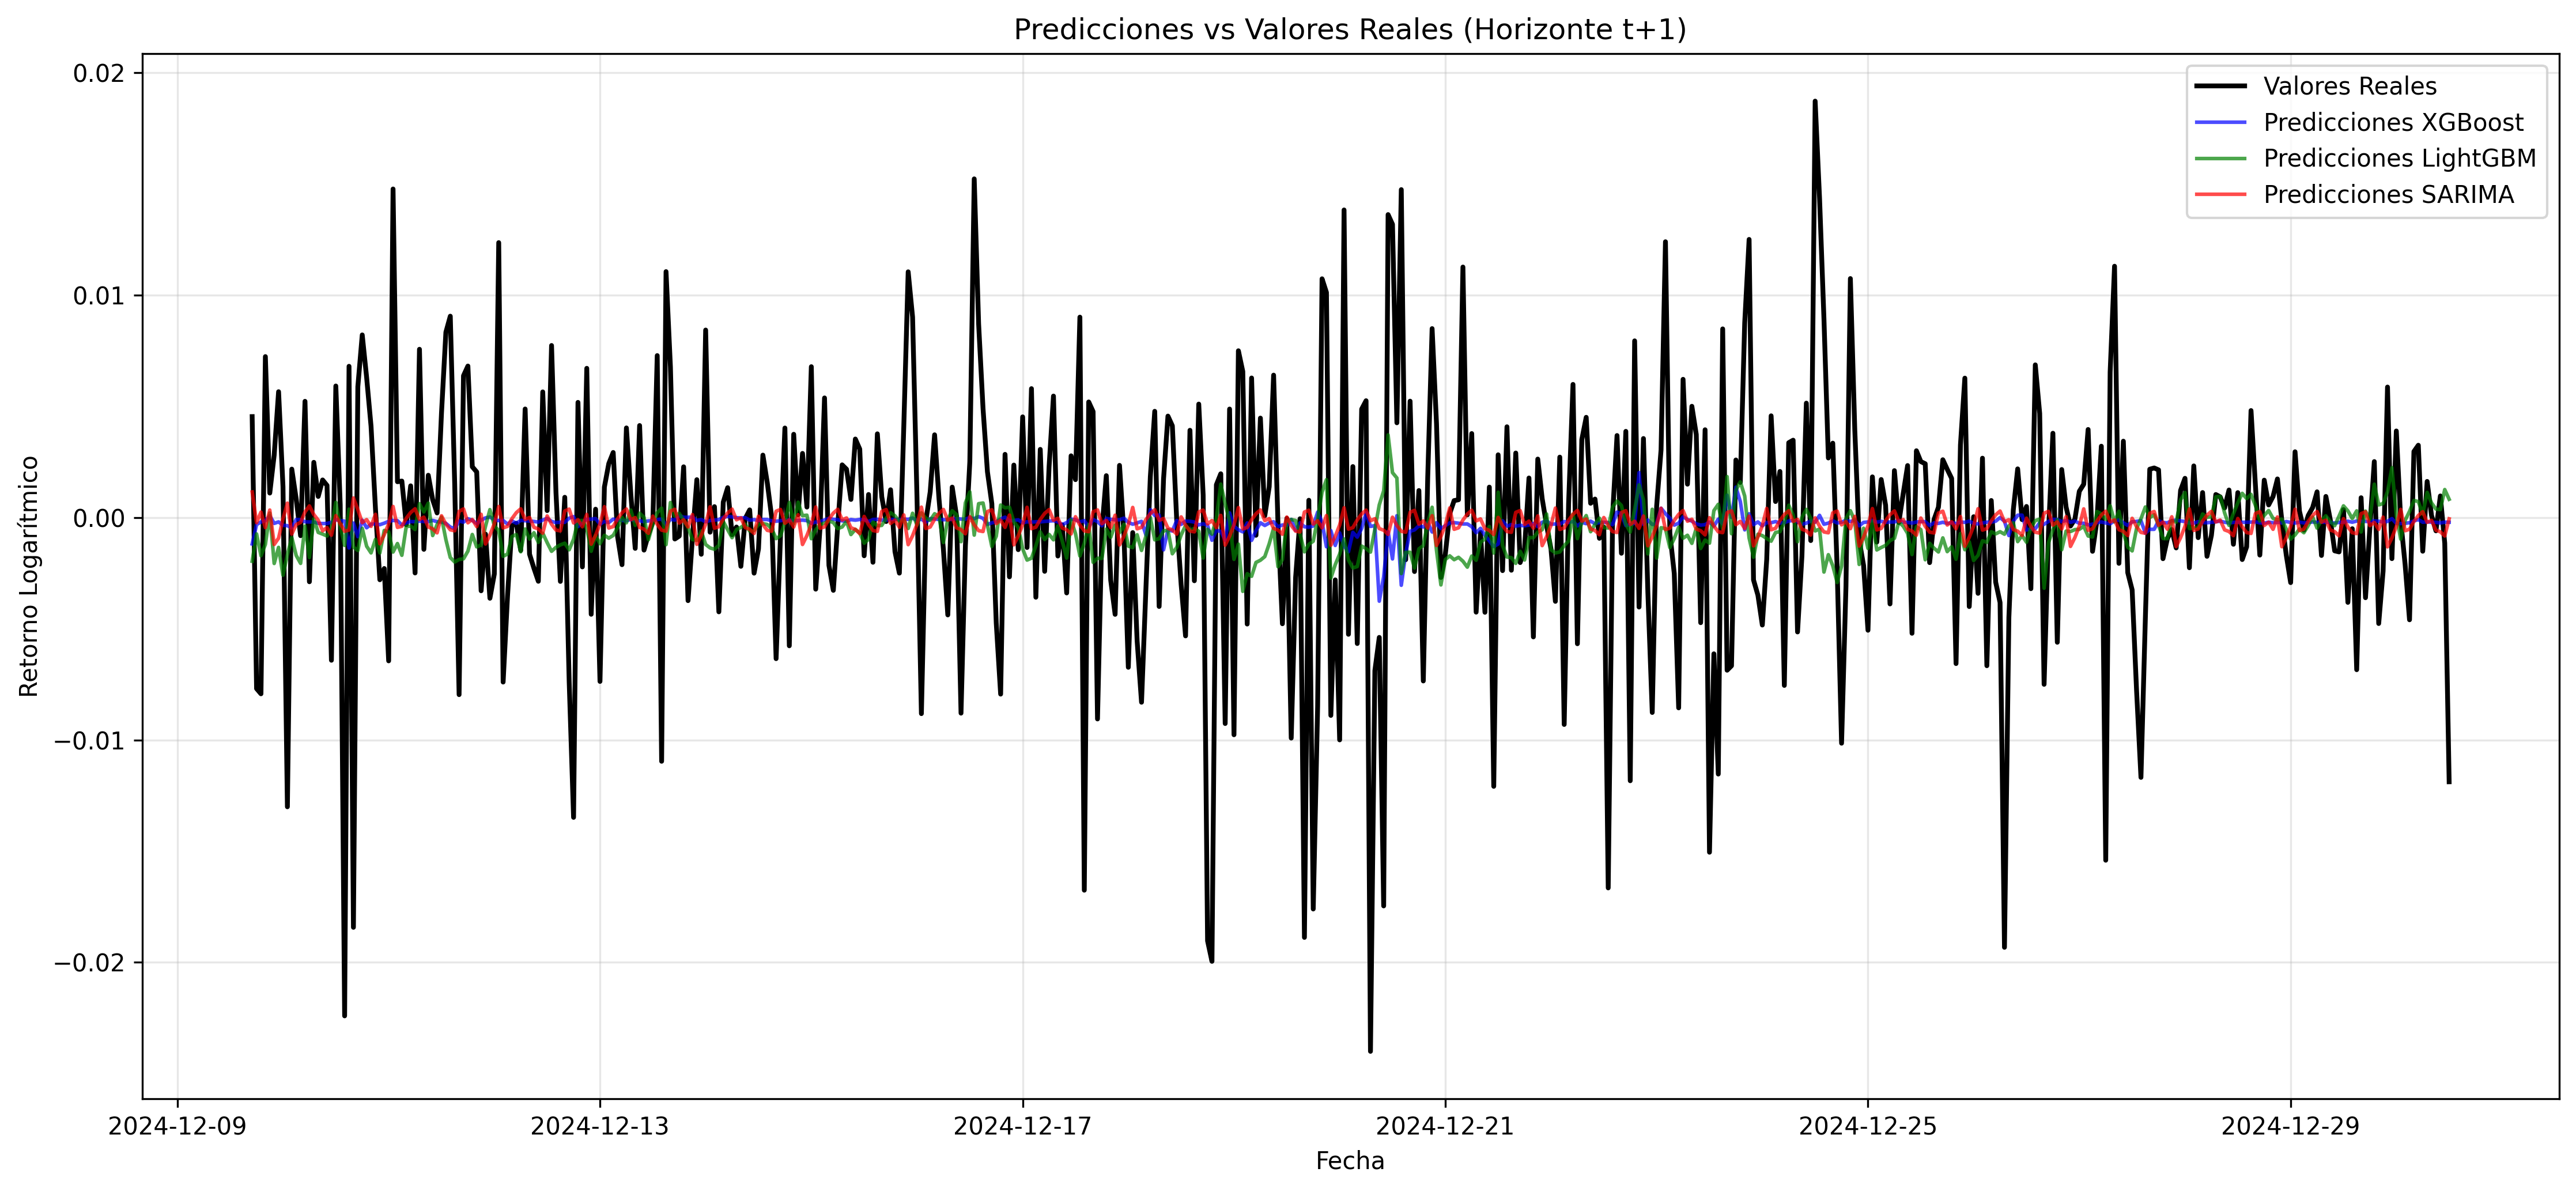 Predicciones vs Valores Reales (Horizonte t+1)
Valores Reales
Predicciones XGBoost
Predicciones LightGBM
Predicciones SARIMA
0.02
0.01
0.00
−0.01
−0.02
Retorno Logarítmico
2024-12-09
2024-12-13
2024-12-17
2024-12-21
2024-12-25
2024-12-29
Fecha